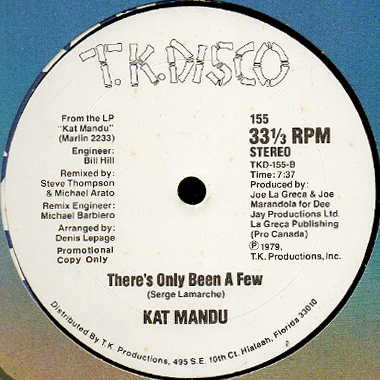 T.K. DISCO
From the LP
"Kat Mandu"
(Marlin 2233)
Engineer:
Bill Hill
Remixed by:
Steve Thompson
& Michael Arato
Remix Engineer:
Michael Barbiero
Arranged by:
Denis Lepage
Promotional
Copy Only
155
33 1/3 RPM
STEREO
TKD-155-B
Time: 7:37
Produced by:
Joe La Greca & Joe
Marandola for Dee
Jay Productions Ltd.
La Greca Publishing
(Pro Canada)
Ⓟ 1979,
T.K. Productions, Inc.
There's Only Been A Few
(Serge Lamarche)
KAT MANDU
Distributed By T.K. Productions, 495 S.E. 10th Ct. Hialeah, Florida 33010